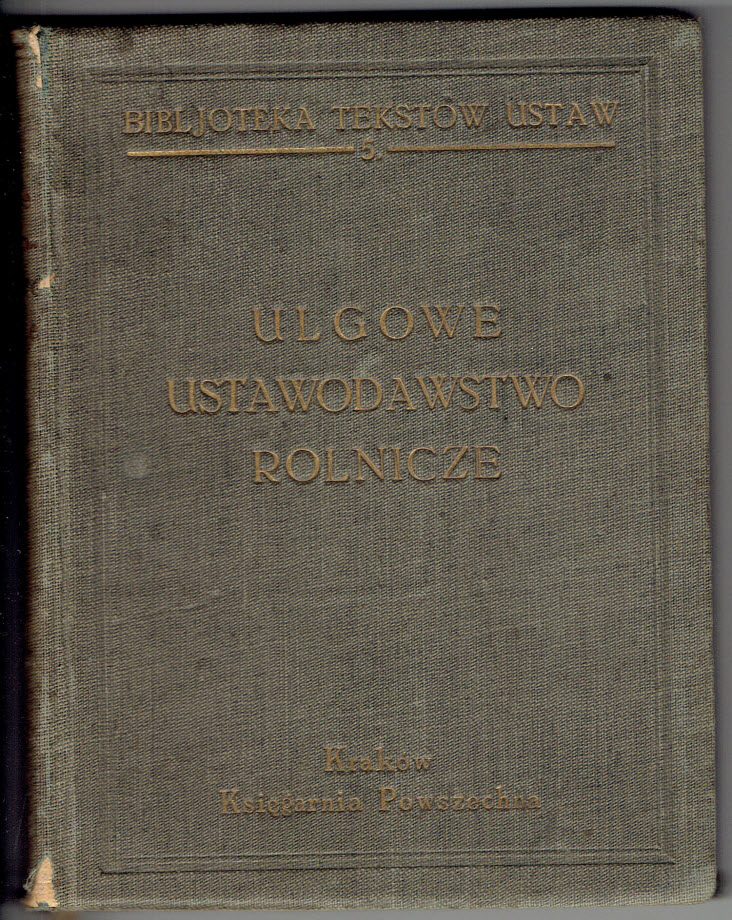 BIBLJOTEKA TEKSTÓW USTAW
5.
ULGOWE
USTAWODAWSTWO
ROLNICZE
Kraków
Księgarnia Powszechna